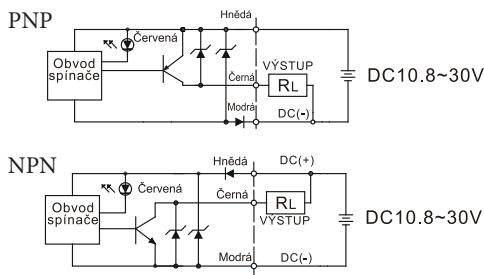 PNP
Hnědá
Červená
Obvod
spínače
VÝSTUP
RL
Černá
DC10.8~30V
Modrá
DC(-)
NPN
Hnědá
DC(+)
Červená
Černá
Obvod
spínače
RL
VÝSTUP
DC10.8~30V
Modrá
DC(-)